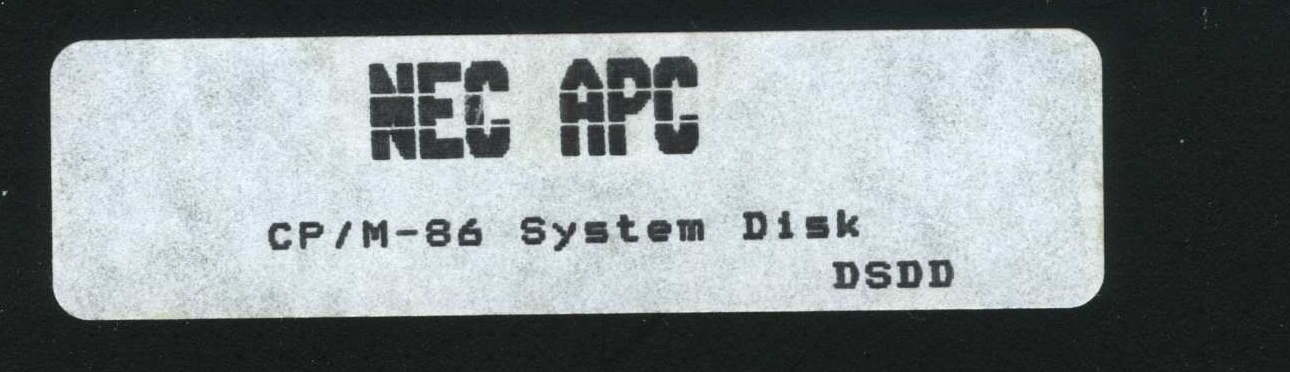 NEC APC
CP/M-86 System Disk
DSDD